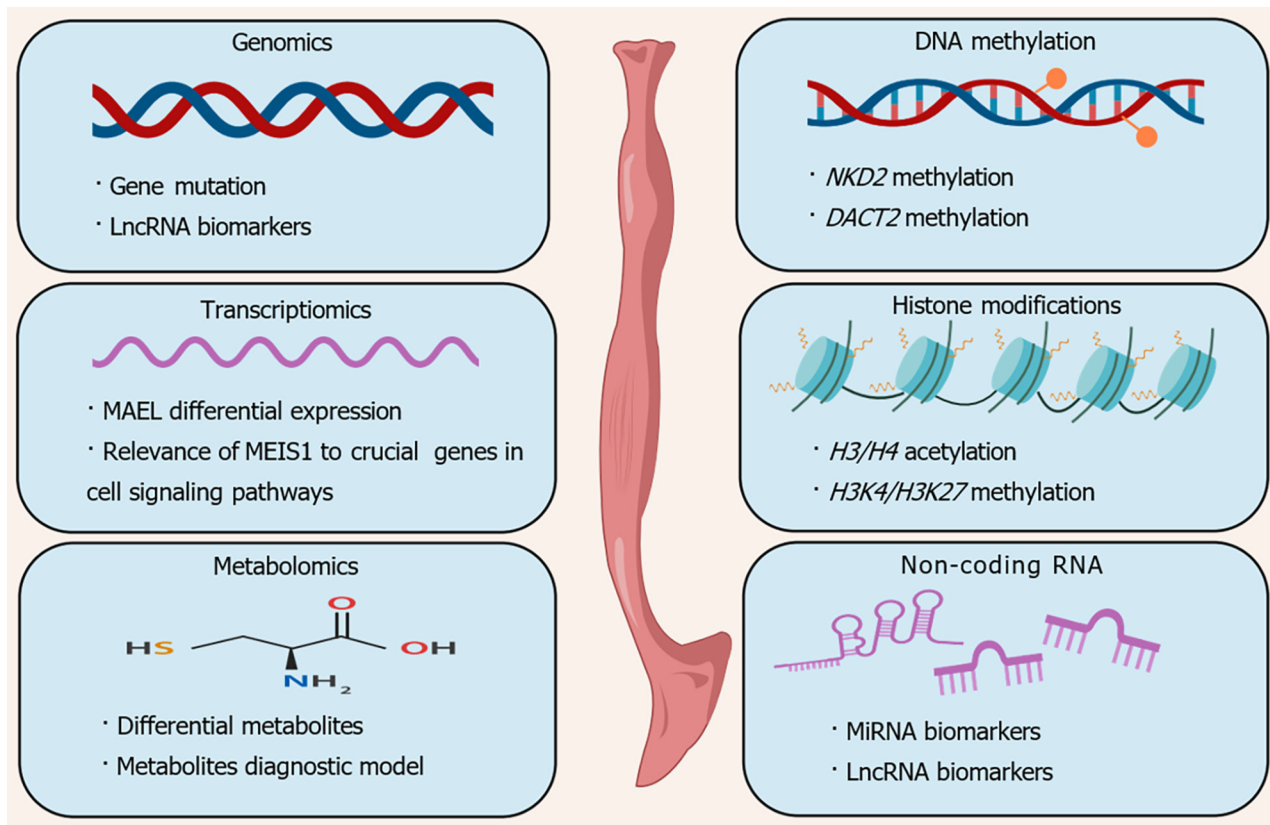 Genomics
· Gene mutation
· LncRNA biomarkers
Transcriptiomics
· MAEL differential expression
· Relevance of MEIS1 to crucial genes in
cell signaling pathways
Metabolomics
O
HS
OH
NH₂
· Differential metabolites
· Metabolites diagnostic model
DNA methylation
· NKD2 methylation
· DACT2 methylation
Histone modifications
· H3/H4 acetylation
· H3K4/H3K27 methylation
Non-coding RNA
· MiRNA biomarkers
· LncRNA biomarkers